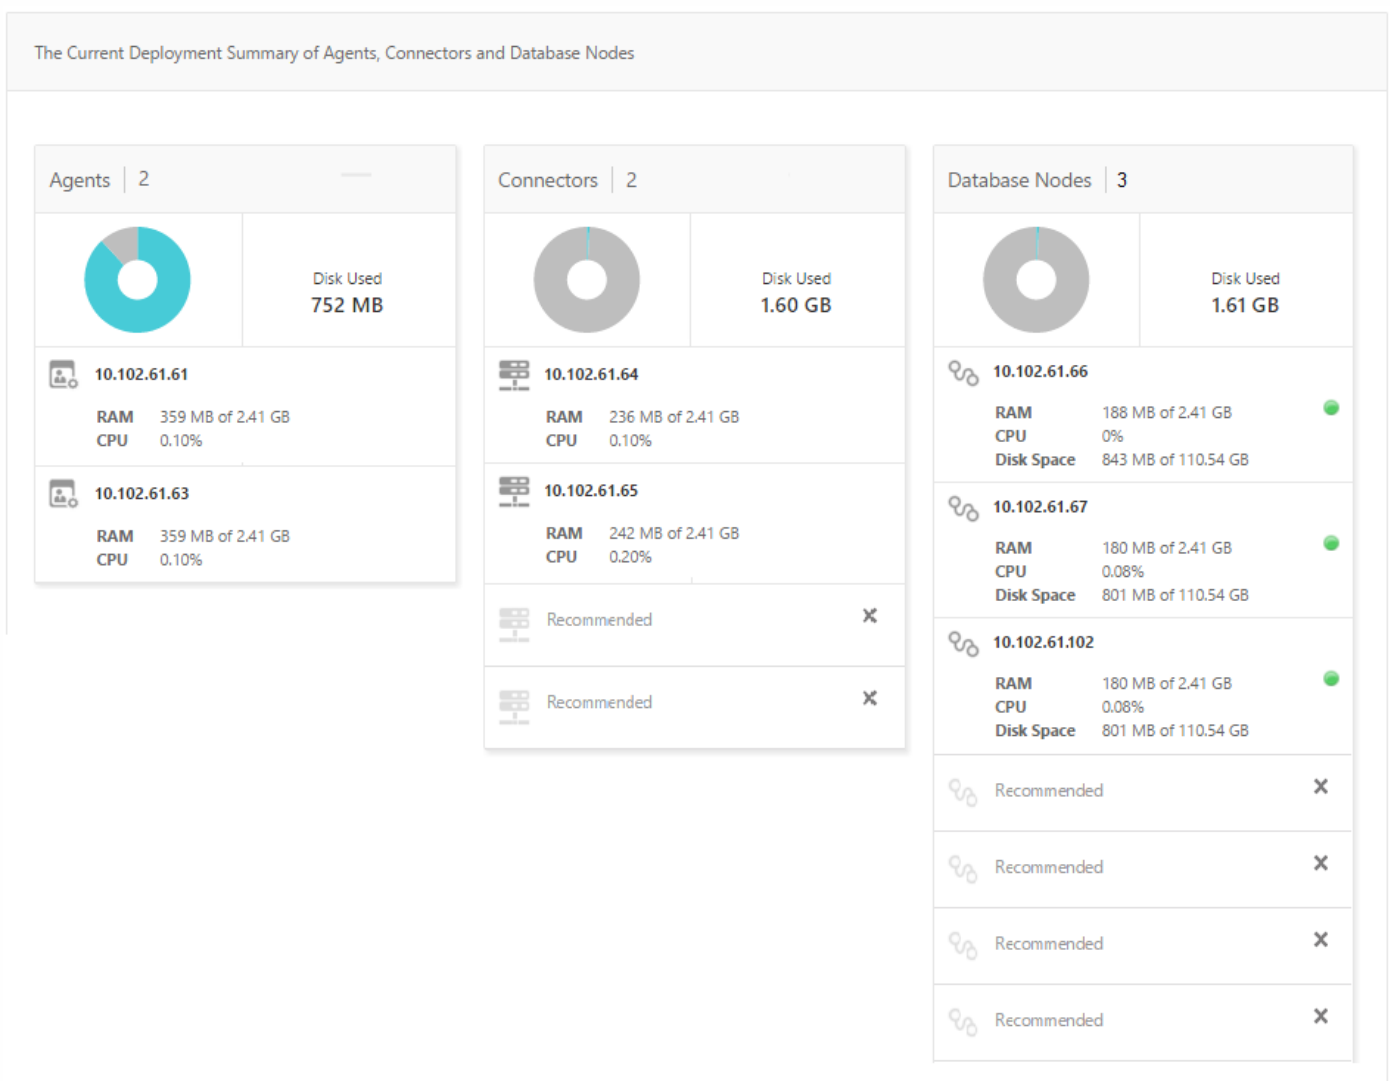 The Current Deployment Summary of Agents, Connectors and Database Nodes
Agents 2
Disk Used
752 MB
10.102.61.61
RAM 359 MB of 2.41 GB
CPU 0.10%
10.102.61.63
RAM 359 MB of 2.41 GB
CPU 0.10%
Connectors 2
Disk Used
1.60 GB
10.102.61.64
RAM 236 MB of 2.41 GB
CPU 0.10%
10.102.61.65
RAM 242 MB of 2.41 GB
CPU 0.20%
Recommended
Recommended
Database Nodes 3
Disk Used
1.61 GB
10.102.61.66
RAM 188 MB of 2.41 GB
CPU 0%
Disk Space 843 MB of 110.54 GB
10.102.61.67
RAM 180 MB of 2.41 GB
CPU 0.08%
Disk Space 801 MB of 110.54 GB
10.102.61.102
RAM 180 MB of 2.41 GB
CPU 0.08%
Disk Space 801 MB of 110.54 GB
Recommended
Recommended
Recommended
Recommended